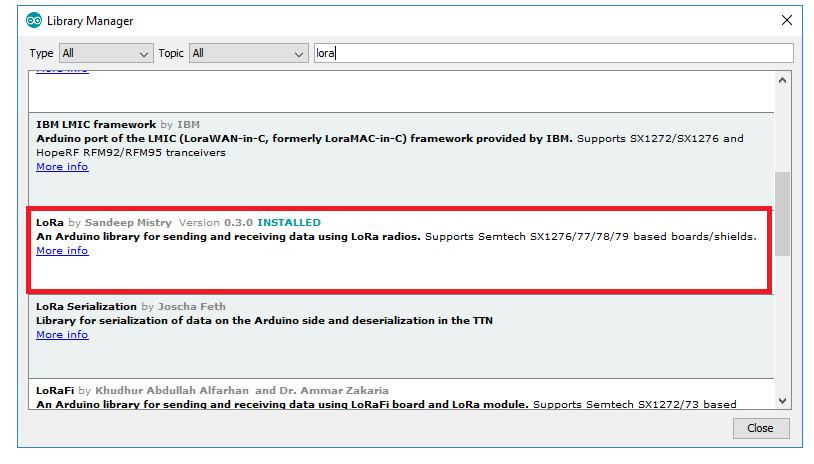 Library Manager
Type All Topic All lora
More info
IBM LMIC framework by IBM
Arduino port of the LMIC (LoraWAN-in-C, formerly LoraMAC-in-C) framework provided by IBM. Supports SX1272/SX1276 and
HopeRF RFM92/RFM95 tranceivers
More info
LoRa by Sandeep Mistry Version 0.3.0 INSTALLED
An Arduino library for sending and receiving data using LoRa radios. Supports Semtech SX1276/77/78/79 based boards/shields.
More info
LoRa Serialization by Joscha Feth
Library for serialization of data on the Arduino side and deserialization in the TTN
More info
LoRaFi by Khudhur Abdullah Alfarhan and Dr. Ammar Zakaria
An Arduino library for sending and receiving data using LoRaFi board and LoRa module. Supports Semtech SX1272/73 based
Close